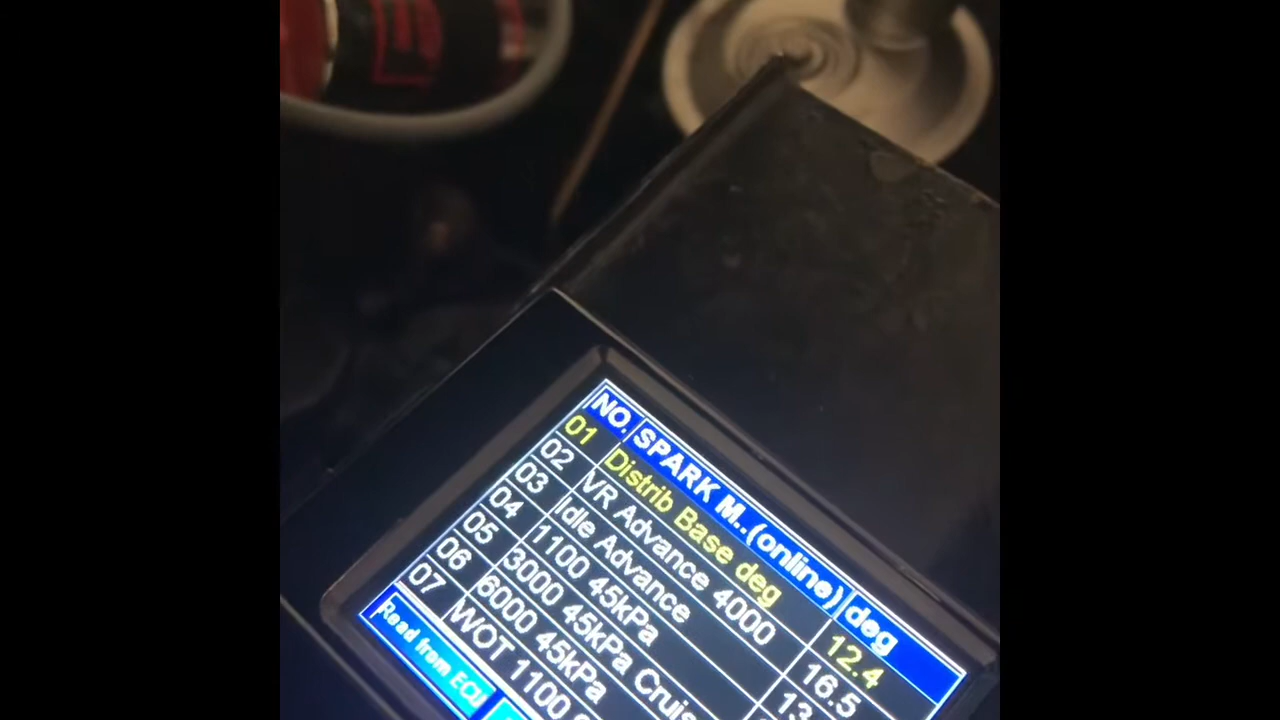 NO. SPARK M..(online) deg
01 Distrib Base deg 12.4
02 VR Advance 4000 16.5
03 Idle Advance 13
04 1100 45kPa
05 3000 45kPa Cruis
06 6000 45kPa
07 WOT 1100
Read from ECU